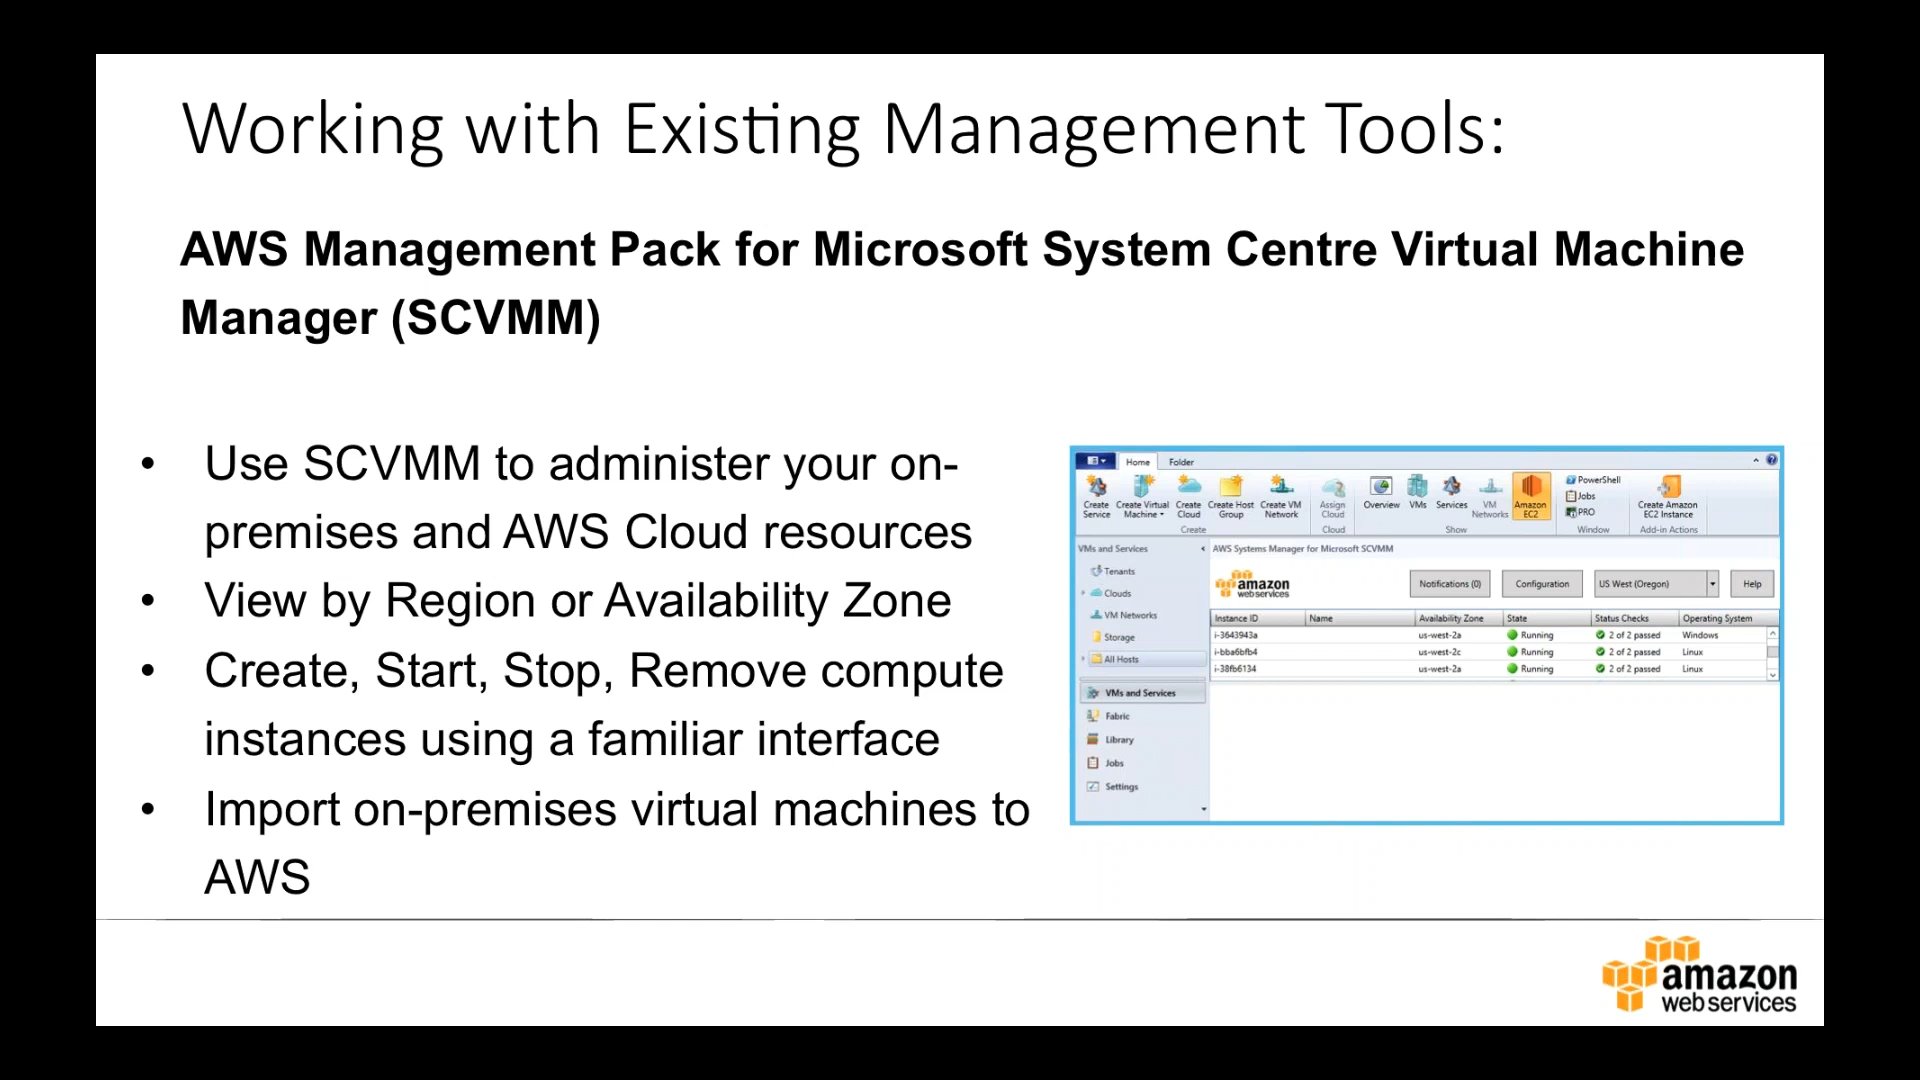 Working with Existing Management Tools:
AWS Management Pack for Microsoft System Centre Virtual Machine
Manager (SCVMM)
• Use SCVMM to administer your on-
premises and AWS Cloud resources
• View by Region or Availability Zone
• Create, Start, Stop, Remove compute
instances using a familiar interface
• Import on-premises virtual machines to
AWS
Home Folder
Create Service
Create Virtual Machine
Create Cloud
Create Host Group
Create VM Network
Assign Cloud
Overview
VMs
Services
VM Networks
Amazon EC2
PowerShell
Jobs
PRO
Create Amazon EC2 Instance
Create Cloud Show Window Add-in Actions
VMs and Services
Tenants
Clouds
VM Networks
Storage
All Hosts
VMs and Services
Fabric
Library
Jobs
Settings
AWS Systems Manager for Microsoft SCVMM
amazon
web services
Notifications (0) Configuration US West (Oregon) Help
Instance ID Name Availability Zone State Status Checks Operating System
i-3643943a us-west-2a Running 2 of 2 passed Windows
i-bba6bfb4 us-west-2c Running 2 of 2 passed Linux
i-38fb6134 us-west-2a Running 2 of 2 passed Linux
amazon
web services